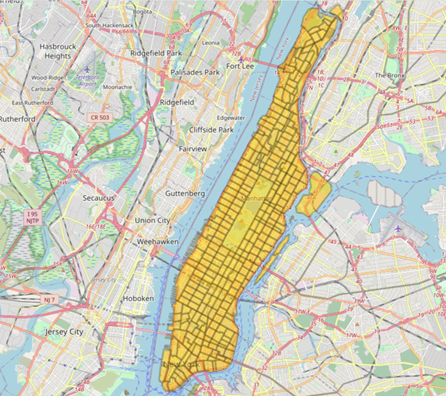 Bogota
South Hackensack
Hasbrouck
Heights
Leonia
Ridgefield Park
Fort Lee
Palisades Park
Wood-Ridge
Carlstadt
Moonachie
The Bronx
East Rutherford
Ridgefield
Edgewater
CR 503
Rutherford
Cliffside Park
Fairview
Guttenberg
Secaucus
I 95
NJTP
Union City
Weehawken
NJ 7
Hoboken
Jersey City
New York